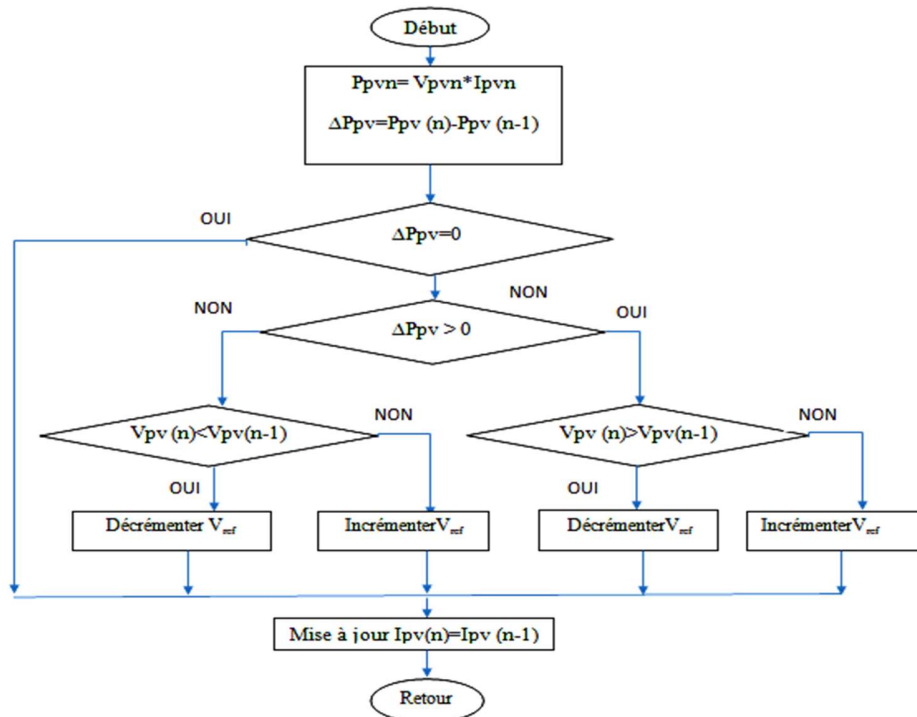 Début
Ppvn= Vpvn*Ipvn
ΔPpv=Ppv (n)-Ppv (n-1)
OUI
ΔPpv=0
NON
NON
OUI
ΔPpv > 0
Vpv (n)<Vpv(n-1)
NON
Vpv (n)>Vpv(n-1)
NON
OUI
OUI
Décrémenter Vref
IncrémenterVref
DécrémenterVref
IncrémenterVref
Mise à jour Ipv(n)=Ipv (n-1)
Retour